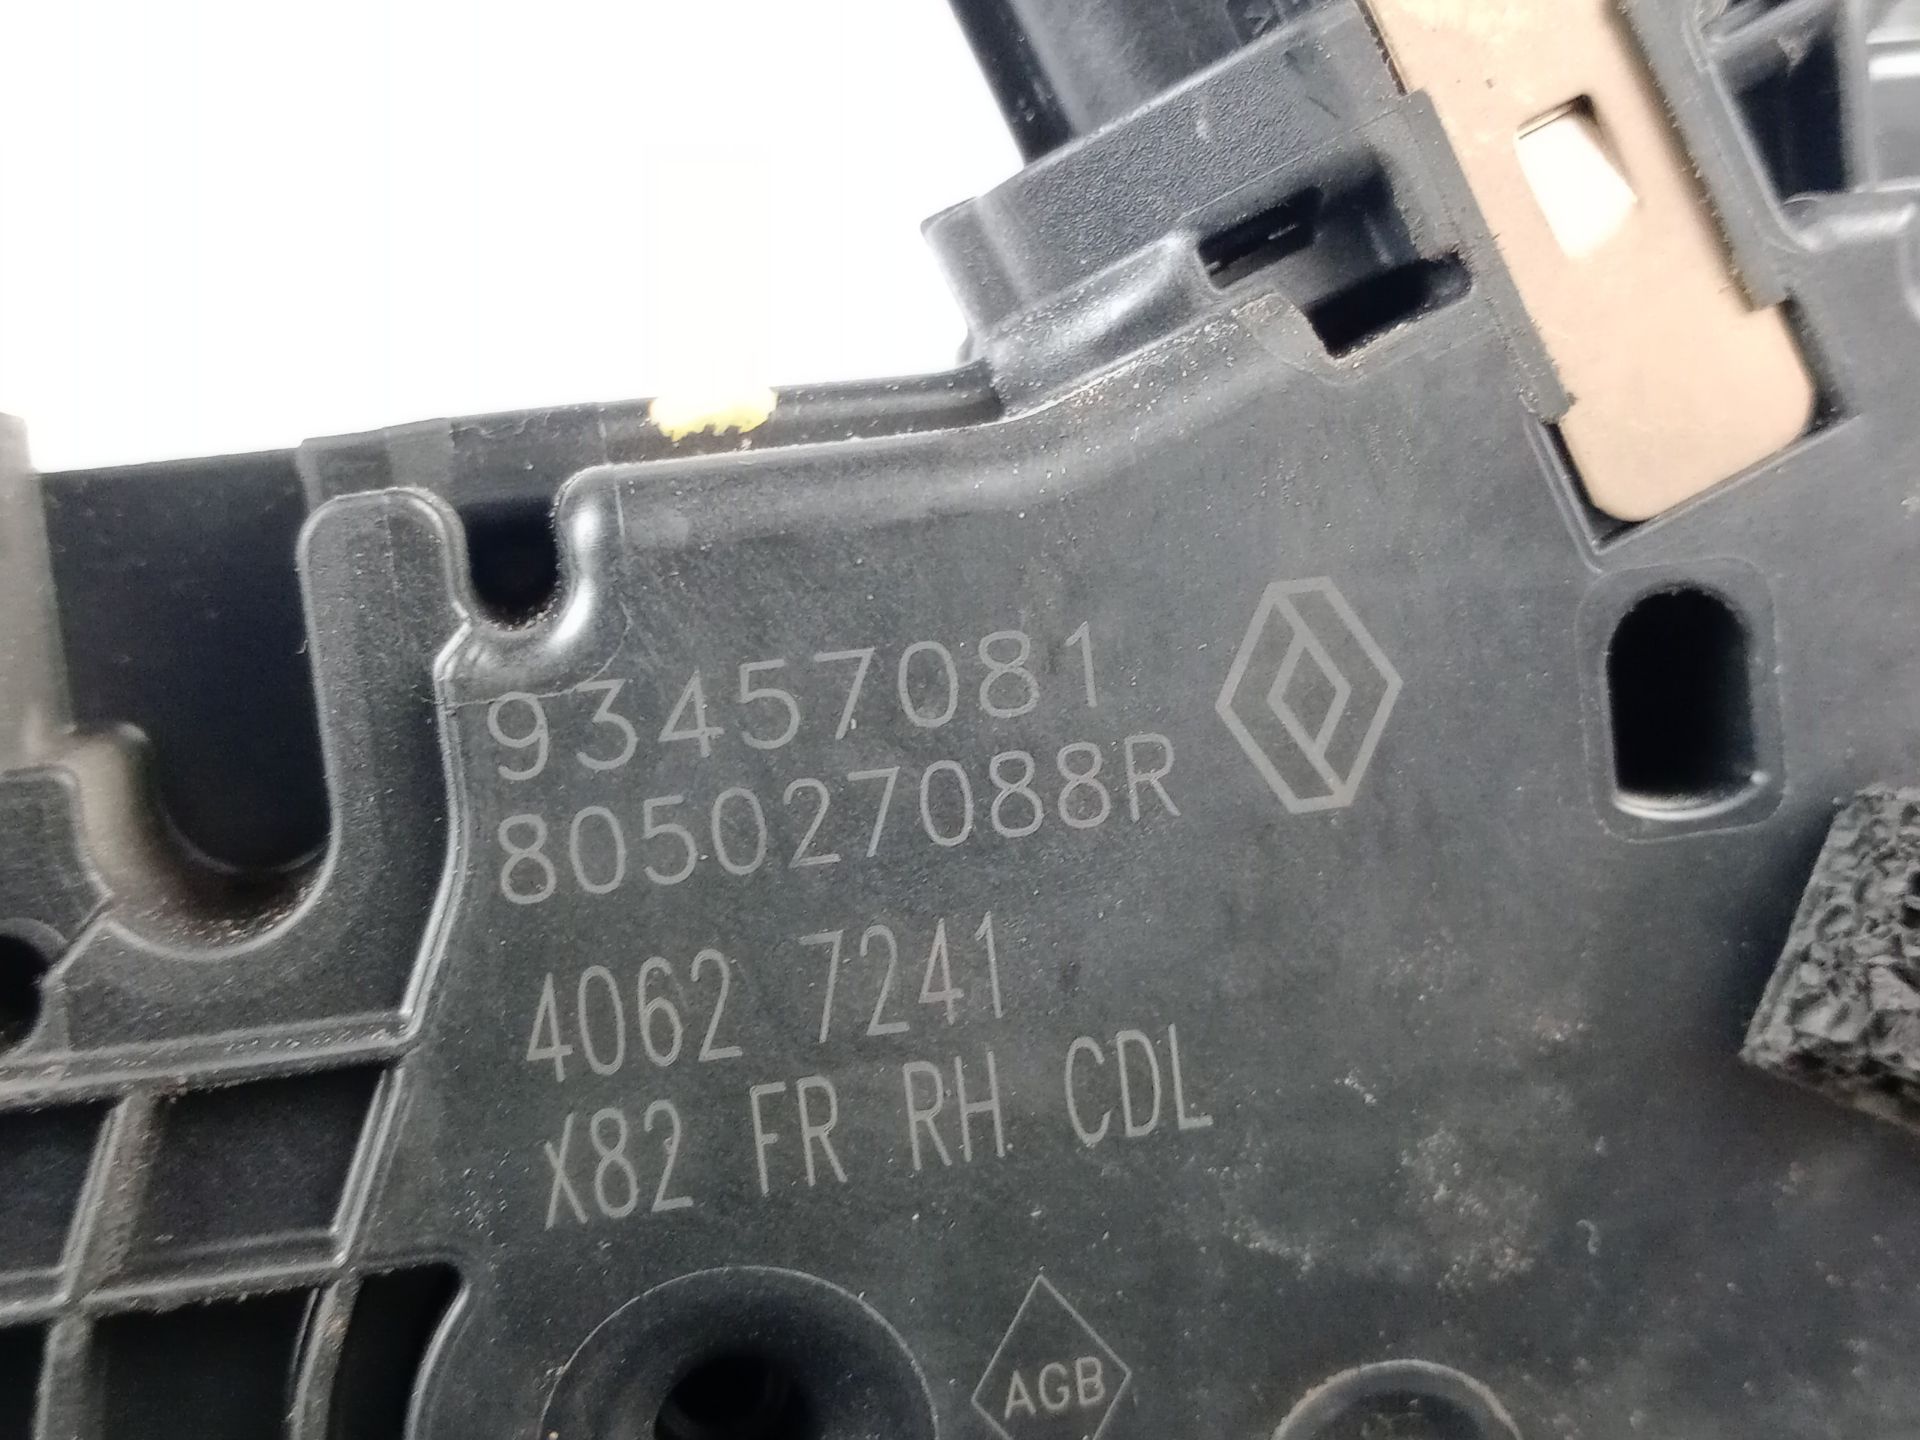 93457081
805027088R
4062 7241
X82 FR RH CDL
AGB